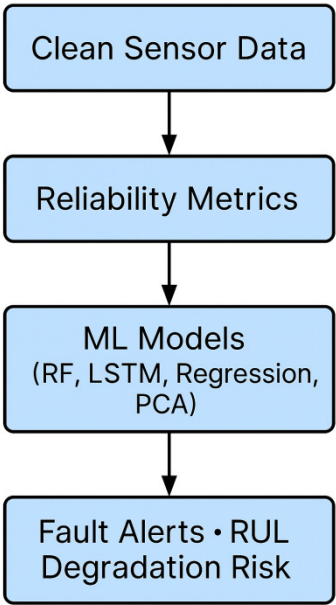 Clean Sensor Data
Reliability Metrics
ML Models
(RF, LSTM, Regression,
PCA)
Fault Alerts • RUL
Degradation Risk